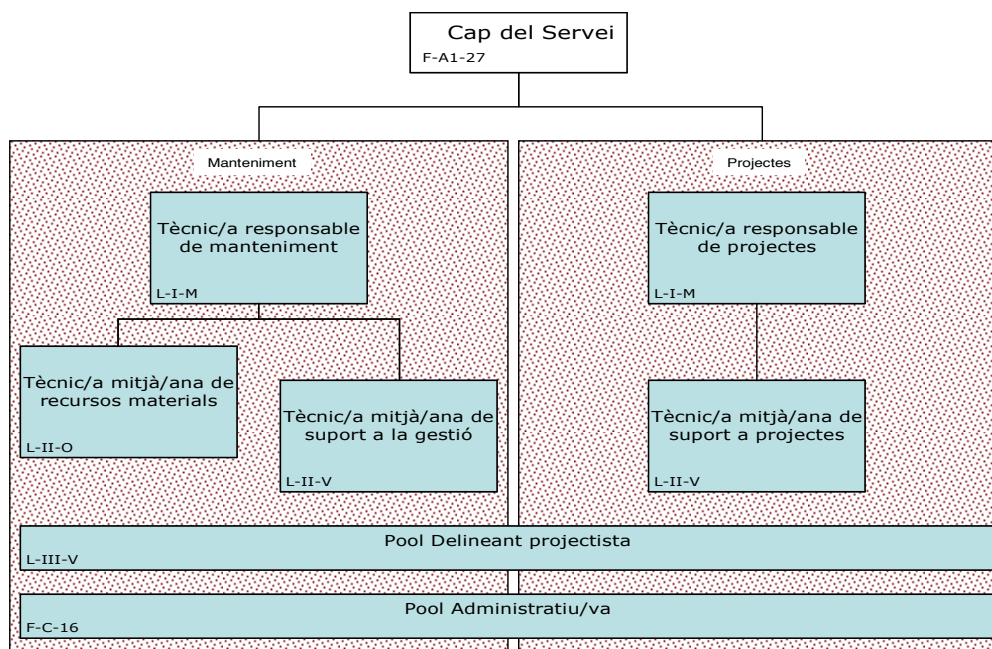 Cap del Servei
F-A1-27
Manteniment
Projectes
Tècnic/a responsable
de manteniment
L-I-M
Tècnic/a responsable
de projectes
L-I-M
Tècnic/a mitjà/ana de
recursos materials
L-II-O
Tècnic/a mitjà/ana de
suport a la gestió
L-II-V
Tècnic/a mitjà/ana de
suport a projectes
L-II-V
Pool Delineant projectista
L-III-V
Pool Administratiu/va
F-C-16